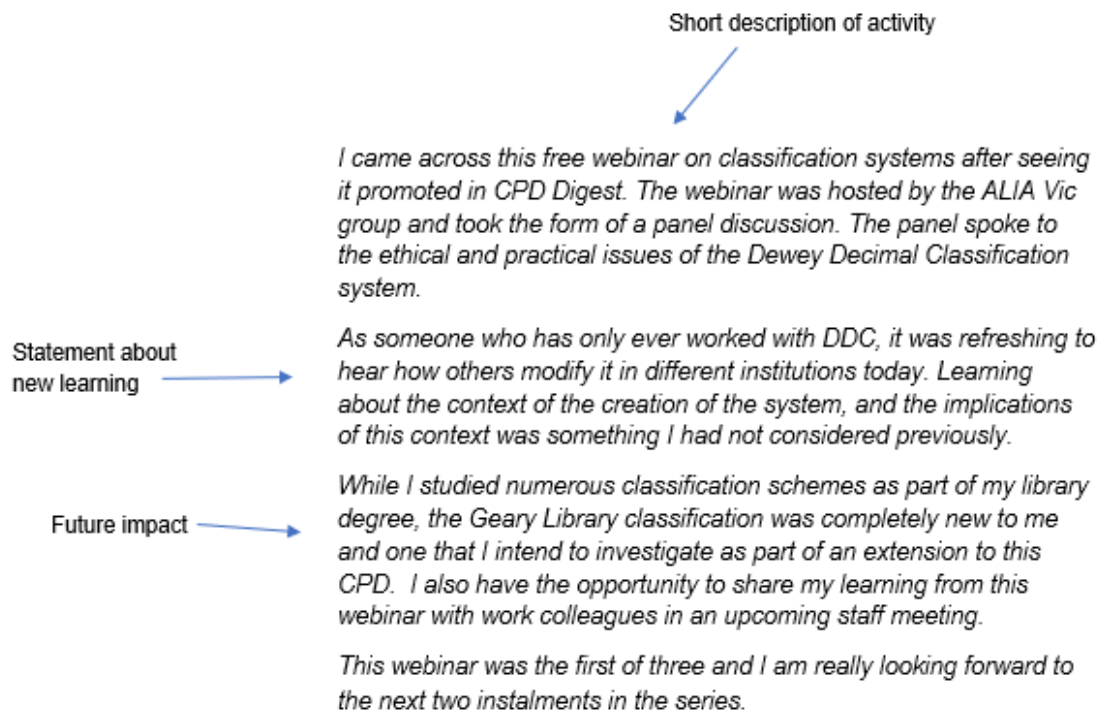 Short description of activity
I came across this free webinar on classification systems after seeing
it promoted in CPD Digest. The webinar was hosted by the ALIA Vic
group and took the form of a panel discussion. The panel spoke to
the ethical and practical issues of the Dewey Decimal Classification
system.
Statement about
new learning
As someone who has only ever worked with DDC, it was refreshing to
hear how others modify it in different institutions today. Learning
about the context of the creation of the system, and the implications
of this context was something I had not considered previously.
Future impact
While I studied numerous classification schemes as part of my library
degree, the Geary Library classification was completely new to me
and one that I intend to investigate as part of an extension to this
CPD.  I also have the opportunity to share my learning from this
webinar with work colleagues in an upcoming staff meeting.
This webinar was the first of three and I am really looking forward to
the next two instalments in the series.